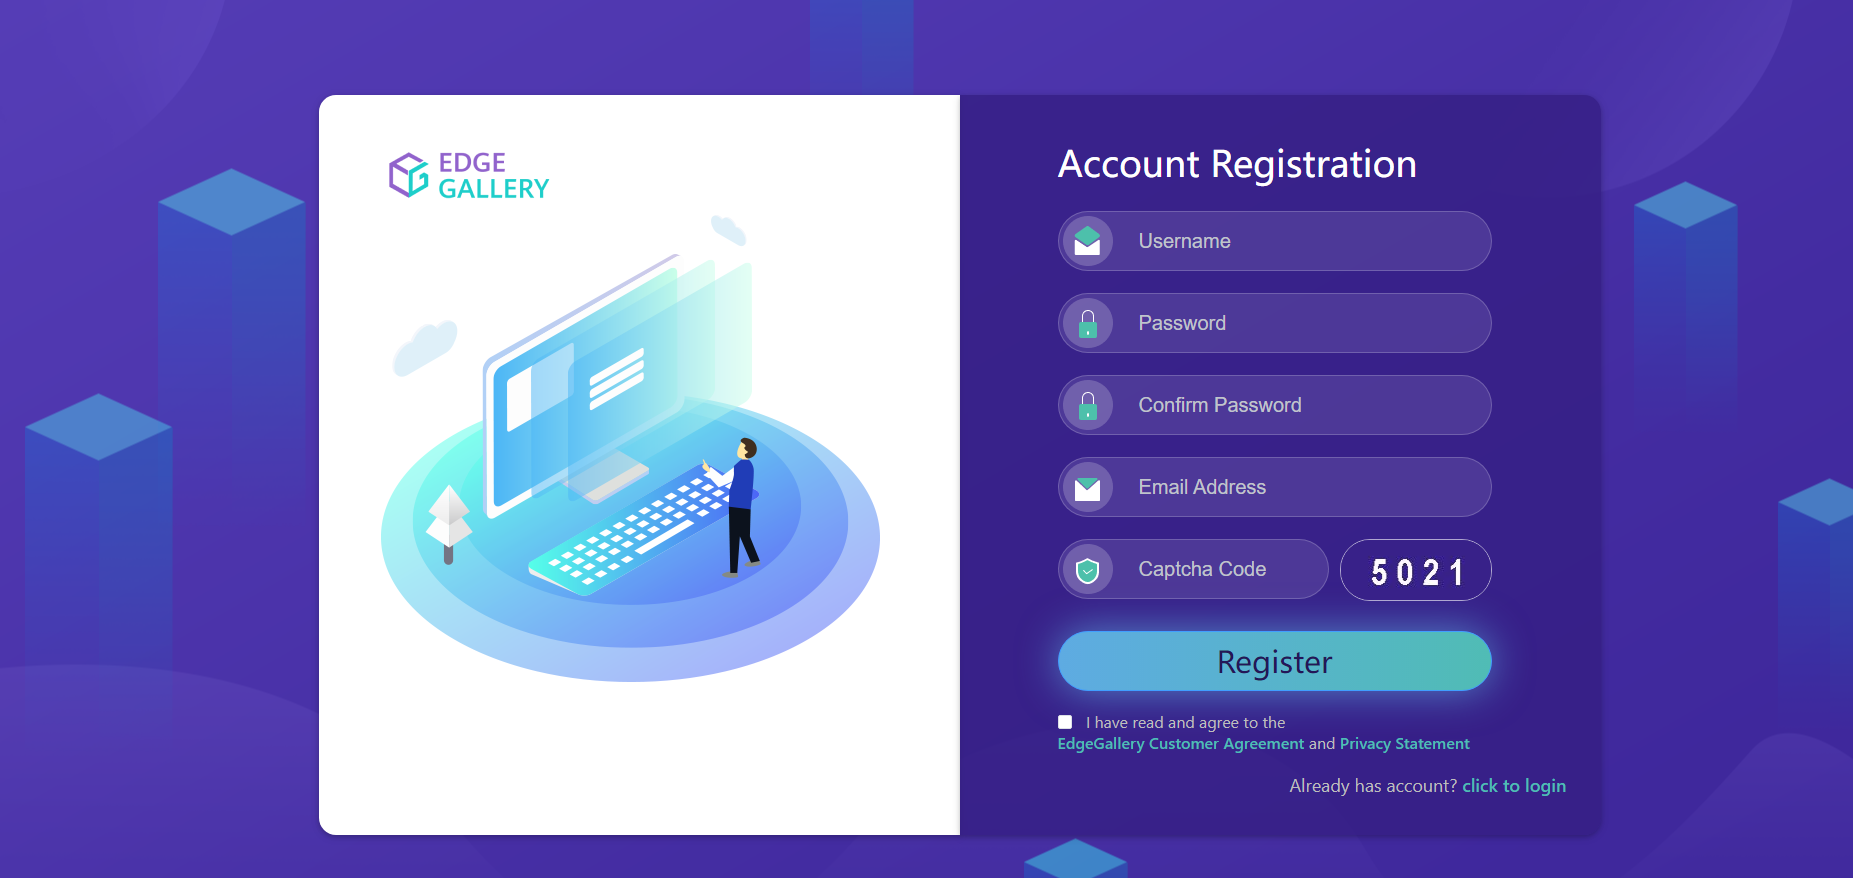 EDGE
GALLERY
Account Registration
Username
Password
Confirm Password
Email Address
Captcha Code
5021
Register
I have read and agree to the
EdgeGallery Customer Agreement and Privacy Statement
Already has account? click to login